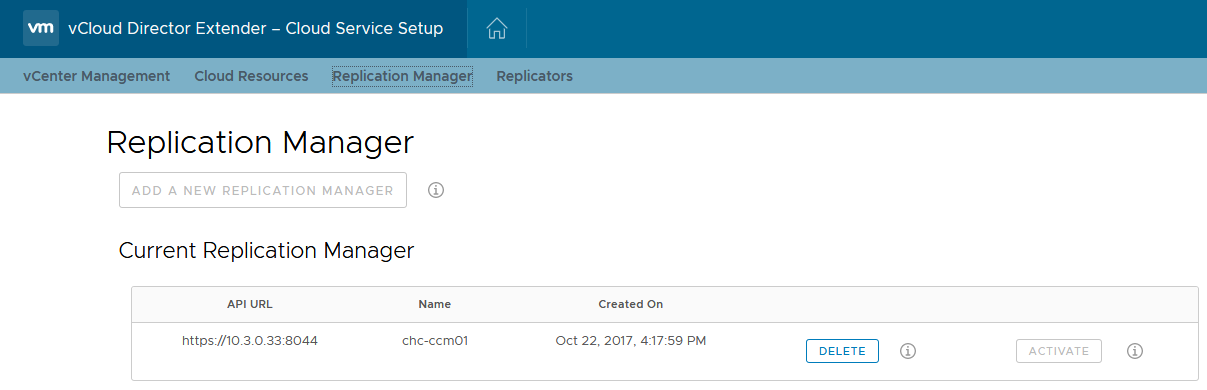 vm vCloud Director Extender – Cloud Service Setup
vCenter Management Cloud Resources Replication Manager Replicators
Replication Manager
ADD A NEW REPLICATION MANAGER
Current Replication Manager
API URL Name Created On
https://10.3.0.33:8044 chc-ccm01 Oct 22, 2017, 4:17:59 PM DELETE ACTIVATE